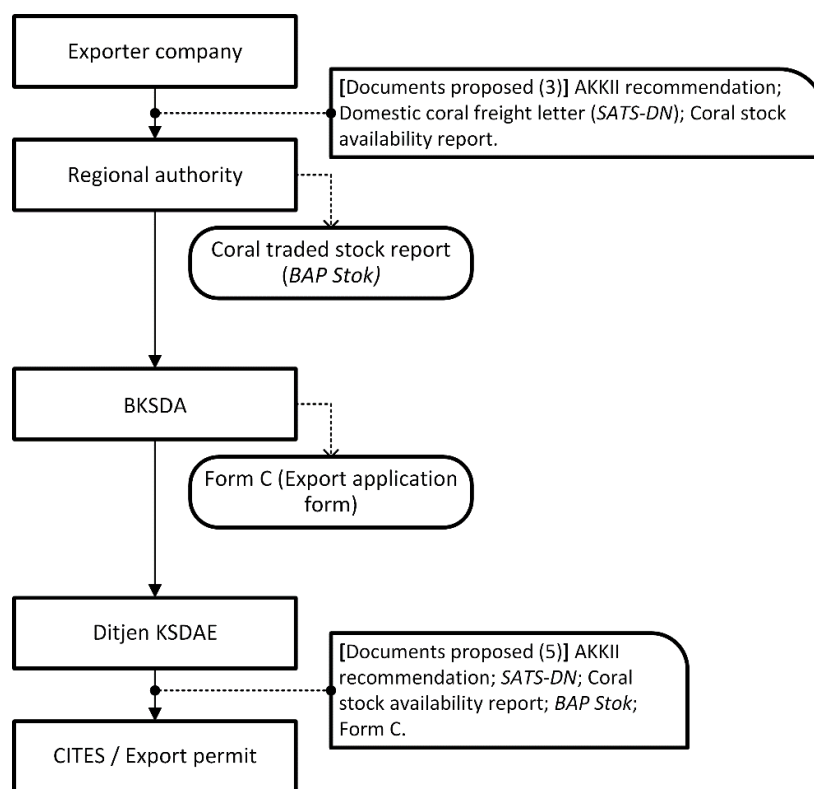 Exporter company
[Documents proposed (3)] AKKII recommendation;
Domestic coral freight letter (SATS-DN); Coral stock
availability report.
Regional authority
Coral traded stock report
(BAP Stok)
BKSDA
Form C (Export application
form)
Ditjen KSDAE
[Documents proposed (5)] AKKII
recommendation; SATS-DN; Coral
stock availability report; BAP Stok;
Form C.
CITES / Export permit